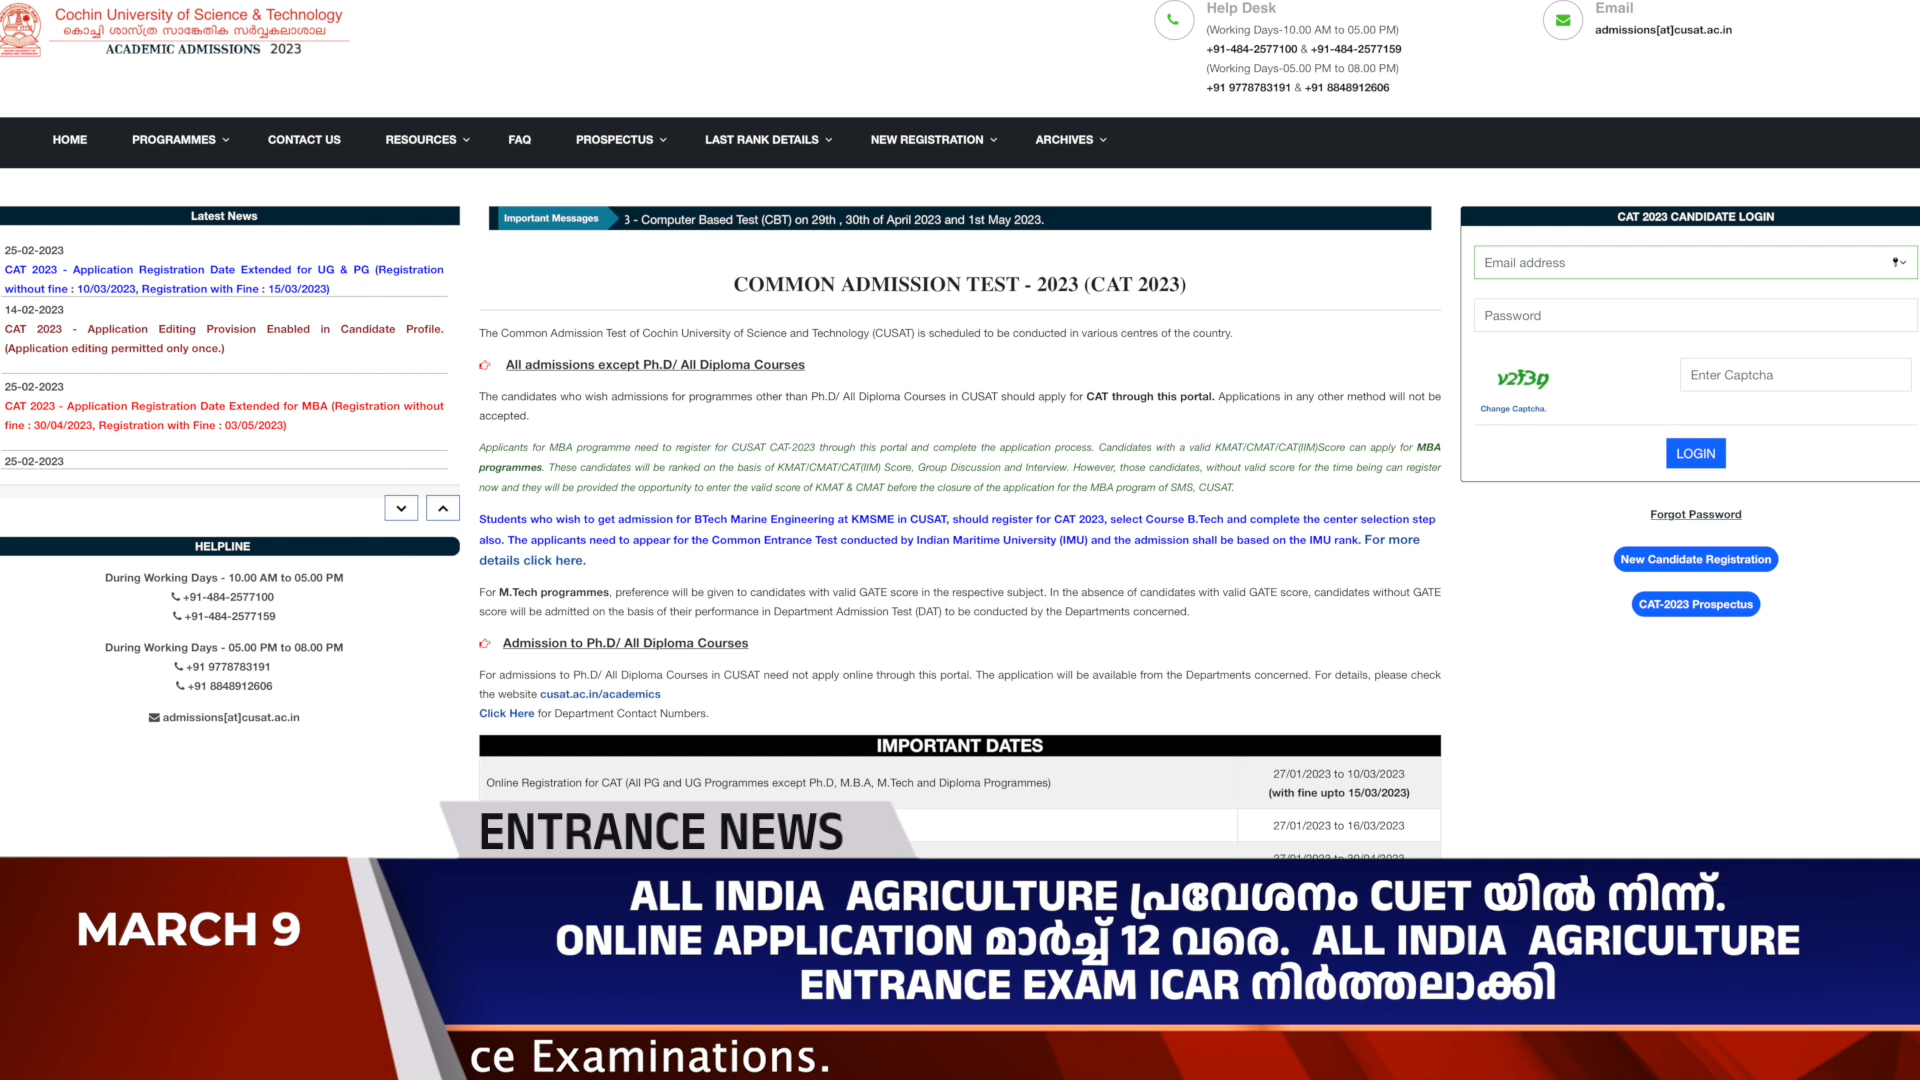 Cochin University of Science & Technology
കൊച്ചി ശാസ്ത്ര സാങ്കേതിക സർവ്വകലാശാല
ACADEMIC ADMISSIONS 2023
Help Desk
(Working Days-10.00 AM to 05.00 PM)
+91-484-2577100 & +91-484-2577159
(Working Days-05.00 PM to 08.00 PM)
+91 9778783191 & +91 8848912606
Email
admissions[at]cusat.ac.in
HOME PROGRAMMES CONTACT US RESOURCES FAQ PROSPECTUS LAST RANK DETAILS NEW REGISTRATION ARCHIVES
Latest News
25-02-2023
CAT 2023 - Application Registration Date Extended for UG & PG (Registration
without fine : 10/03/2023, Registration with Fine : 15/03/2023)
14-02-2023
CAT 2023 - Application Editing Provision Enabled in Candidate Profile.
(Application editing permitted only once.)
25-02-2023
CAT 2023 - Application Registration Date Extended for MBA (Registration without
fine : 30/04/2023, Registration with Fine : 03/05/2023)
25-02-2023
HELPLINE
During Working Days - 10.00 AM to 05.00 PM
+91-484-2577100
+91-484-2577159
During Working Days - 05.00 PM to 08.00 PM
+91 9778783191
+91 8848912606
admissions[at]cusat.ac.in
Important Messages 3 - Computer Based Test (CBT) on 29th , 30th of April 2023 and 1st May 2023.
COMMON ADMISSION TEST - 2023 (CAT 2023)
The Common Admission Test of Cochin University of Science and Technology (CUSAT) is scheduled to be conducted in various centres of the country.
All admissions except Ph.D/ All Diploma Courses
The candidates who wish admissions for programmes other than Ph.D/ All Diploma Courses in CUSAT should apply for CAT through this portal. Applications in any other method will not be
accepted.
Applicants for MBA programme need to register for CUSAT CAT-2023 through this portal and complete the application process. Candidates with a valid KMAT/CMAT/CAT(IIM)Score can apply for MBA
programmes. These candidates will be ranked on the basis of KMAT/CMAT/CAT(IIM) Score, Group Discussion and Interview. However, those candidates, without valid score for the time being can register
now and they will be provided the opportunity to enter the valid score of KMAT & CMAT before the closure of the application for the MBA program of SMS, CUSAT.
Students who wish to get admission for BTech Marine Engineering at KMSME in CUSAT, should register for CAT 2023, select Course B.Tech and complete the center selection step
also. The applicants need to appear for the Common Entrance Test conducted by Indian Maritime University (IMU) and the admission shall be based on the IMU rank. For more
details click here.
For M.Tech programmes, preference will be given to candidates with valid GATE score in the respective subject. In the absence of candidates with valid GATE score, candidates without GATE
score will be admitted on the basis of their performance in Department Admission Test (DAT) to be conducted by the Departments concerned.
Admission to Ph.D/ All Diploma Courses
For admissions to Ph.D/ All Diploma Courses in CUSAT need not apply online through this portal. The application will be available from the Departments concerned. For details, please check
the website cusat.ac.in/academics
Click Here for Department Contact Numbers.
IMPORTANT DATES
Online Registration for CAT (All PG and UG Programmes except Ph.D, M.B.A, M.Tech and Diploma Programmes)
27/01/2023 to 10/03/2023
(with fine upto 15/03/2023)
27/01/2023 to 16/03/2023
27/01/2023 to 30/04/2023
CAT 2023 CANDIDATE LOGIN
Email address
Password
v2f3g
Enter Captcha
Change Captcha.
LOGIN
Forgot Password
New Candidate Registration
CAT-2023 Prospectus
ENTRANCE NEWS
MARCH 9
ALL INDIA AGRICULTURE പ്രവേശനം CUET യിൽ നിന്ന്.
ONLINE APPLICATION മാർച്ച് 12 വരെ. ALL INDIA AGRICULTURE
ENTRANCE EXAM ICAR നിർത്തലാക്കി
ce Examinations.